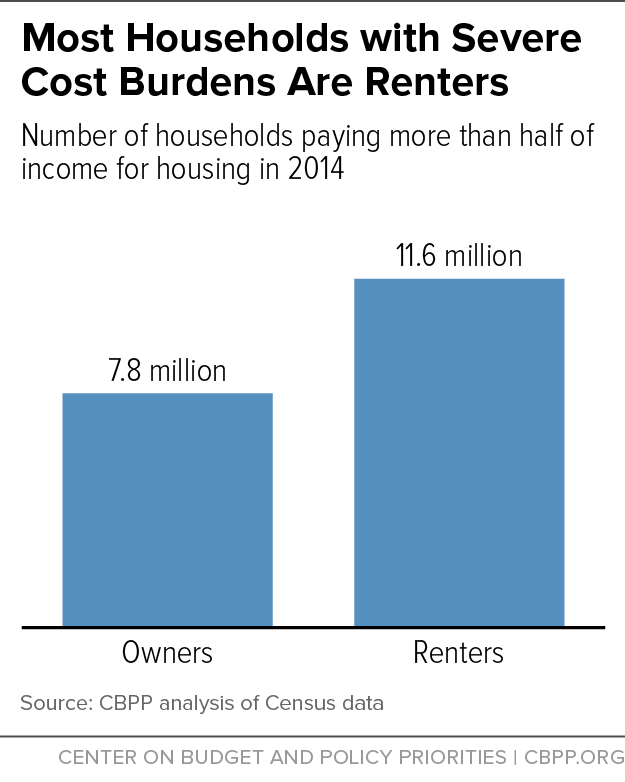 Most Households with Severe
Cost Burdens Are Renters
Number of households paying more than half of
income for housing in 2014
11.6 million
7.8 million
Owners
Renters
Source: CBPP analysis of Census data
CENTER ON BUDGET AND POLICY PRIORITIES | CBPP.ORG